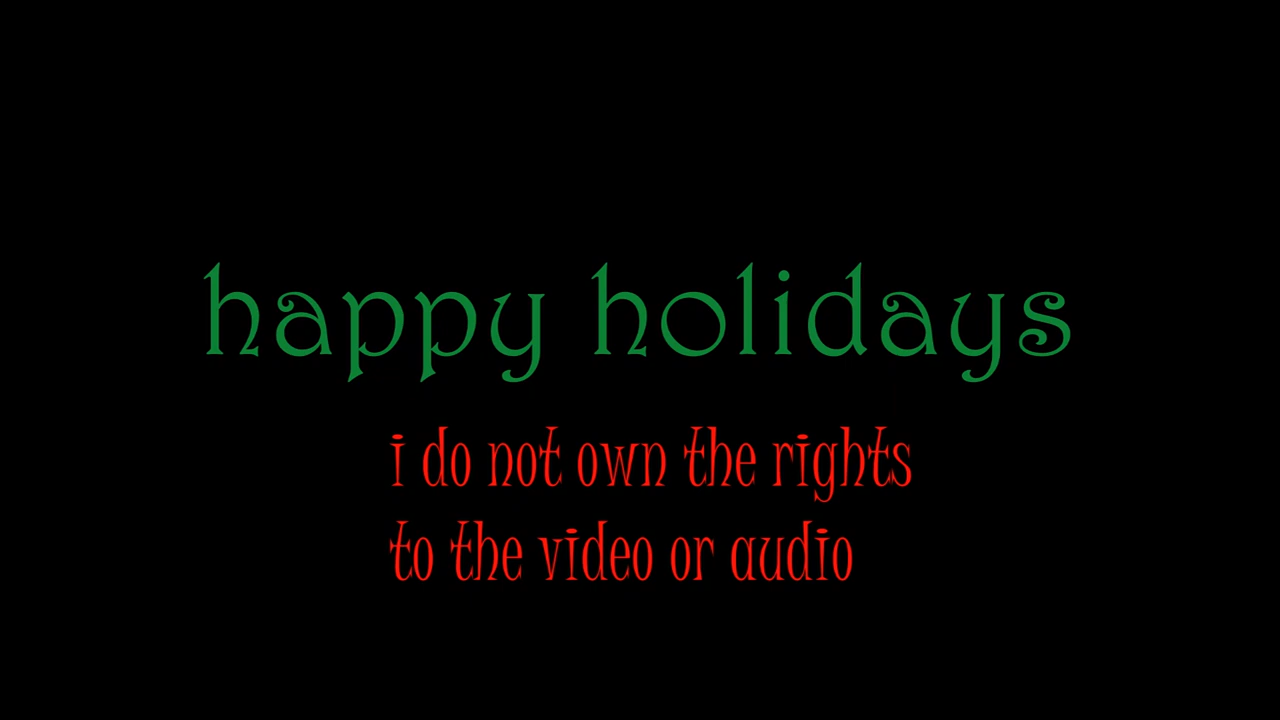 happy holidays
i do not own the rights
to the video or audio